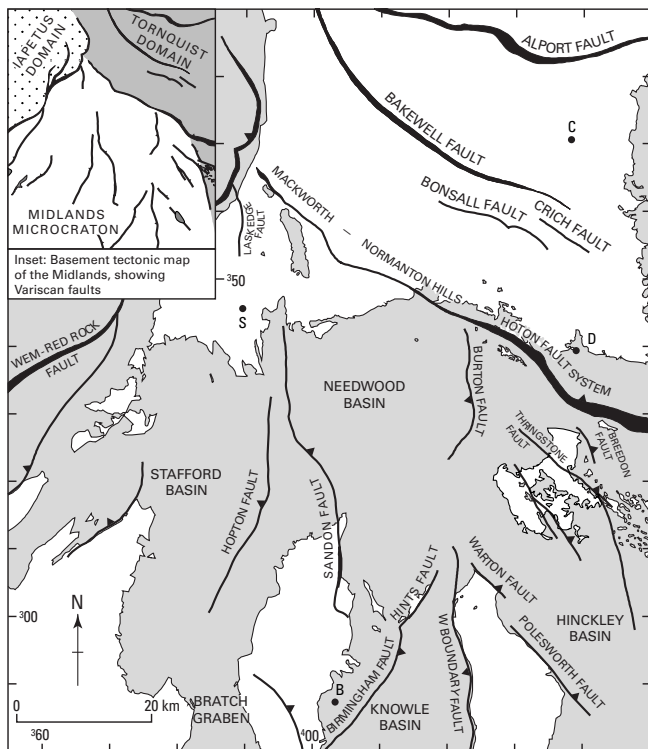 IAPETUS
DOMAIN
TORNQUIST
DOMAIN
MIDLANDS
MICROCRATON
Inset: Basement tectonic map
of the Midlands, showing
Variscan faults
ALPORT FAULT
BAKEWELL FAULT
C
BONSALL FAULT
CRICH FAULT
LASK EDGE
FAULT
MACKWORTH – NORMANTON HILLS
HOTON FAULT SYSTEM
350
S
D
WEM-RED ROCK
FAULT
NEEDWOOD
BASIN
BURTON FAULT
THRINGSTONE
FAULT
BREEDON
FAULT
STAFFORD
BASIN
HOPTON FAULT
SANDON FAULT
HINTS FAULT
WARTON FAULT
300
N
HINCKLEY
BASIN
POLESWORTH FAULT
W BOUNDARY FAULT
BIRMINGHAM FAULT
B
BRATCH
GRABEN
KNOWLE
BASIN
0 20 km
³60
⁴00